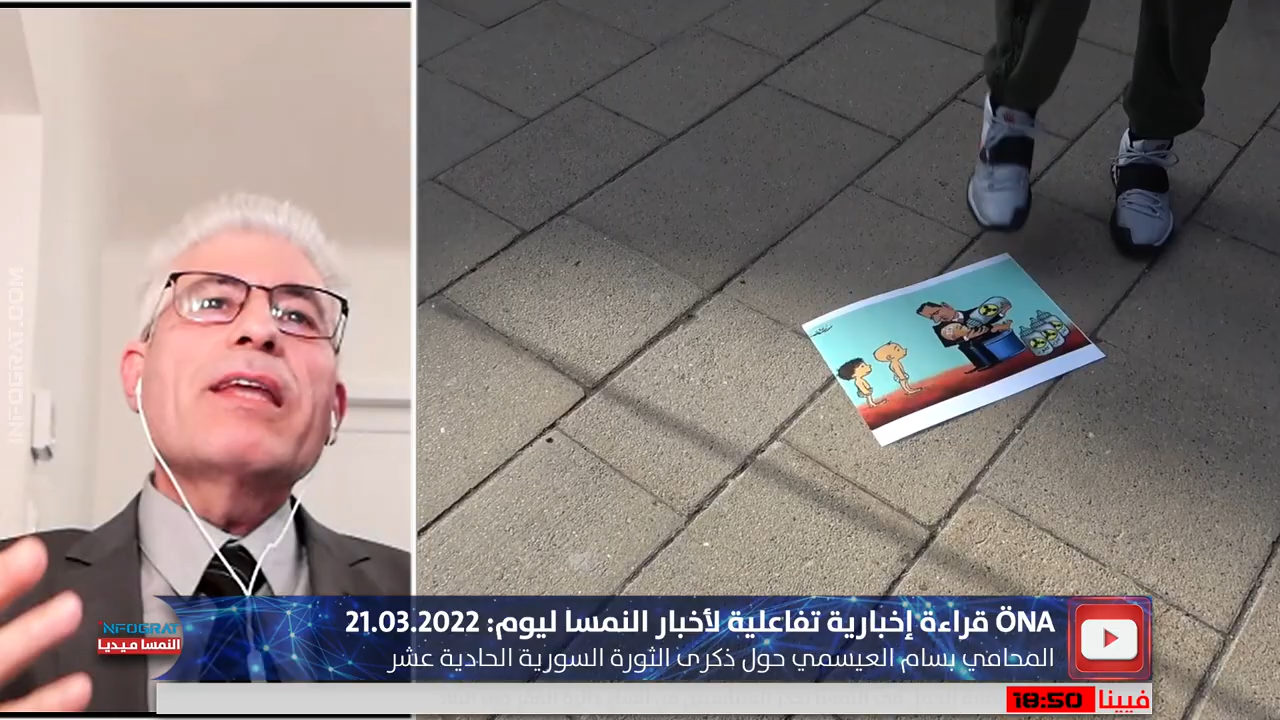 INFOGRAT.COM
ÖNA قراءة إخبارية تفاعلية لأخبار النمسا ليوم: 21.03.2022
المحامي بسام العيسمي حول ذكرى الثورة السورية الحادية عشر
INFOGRAT
النمسا ميديا
فيينا 18:50